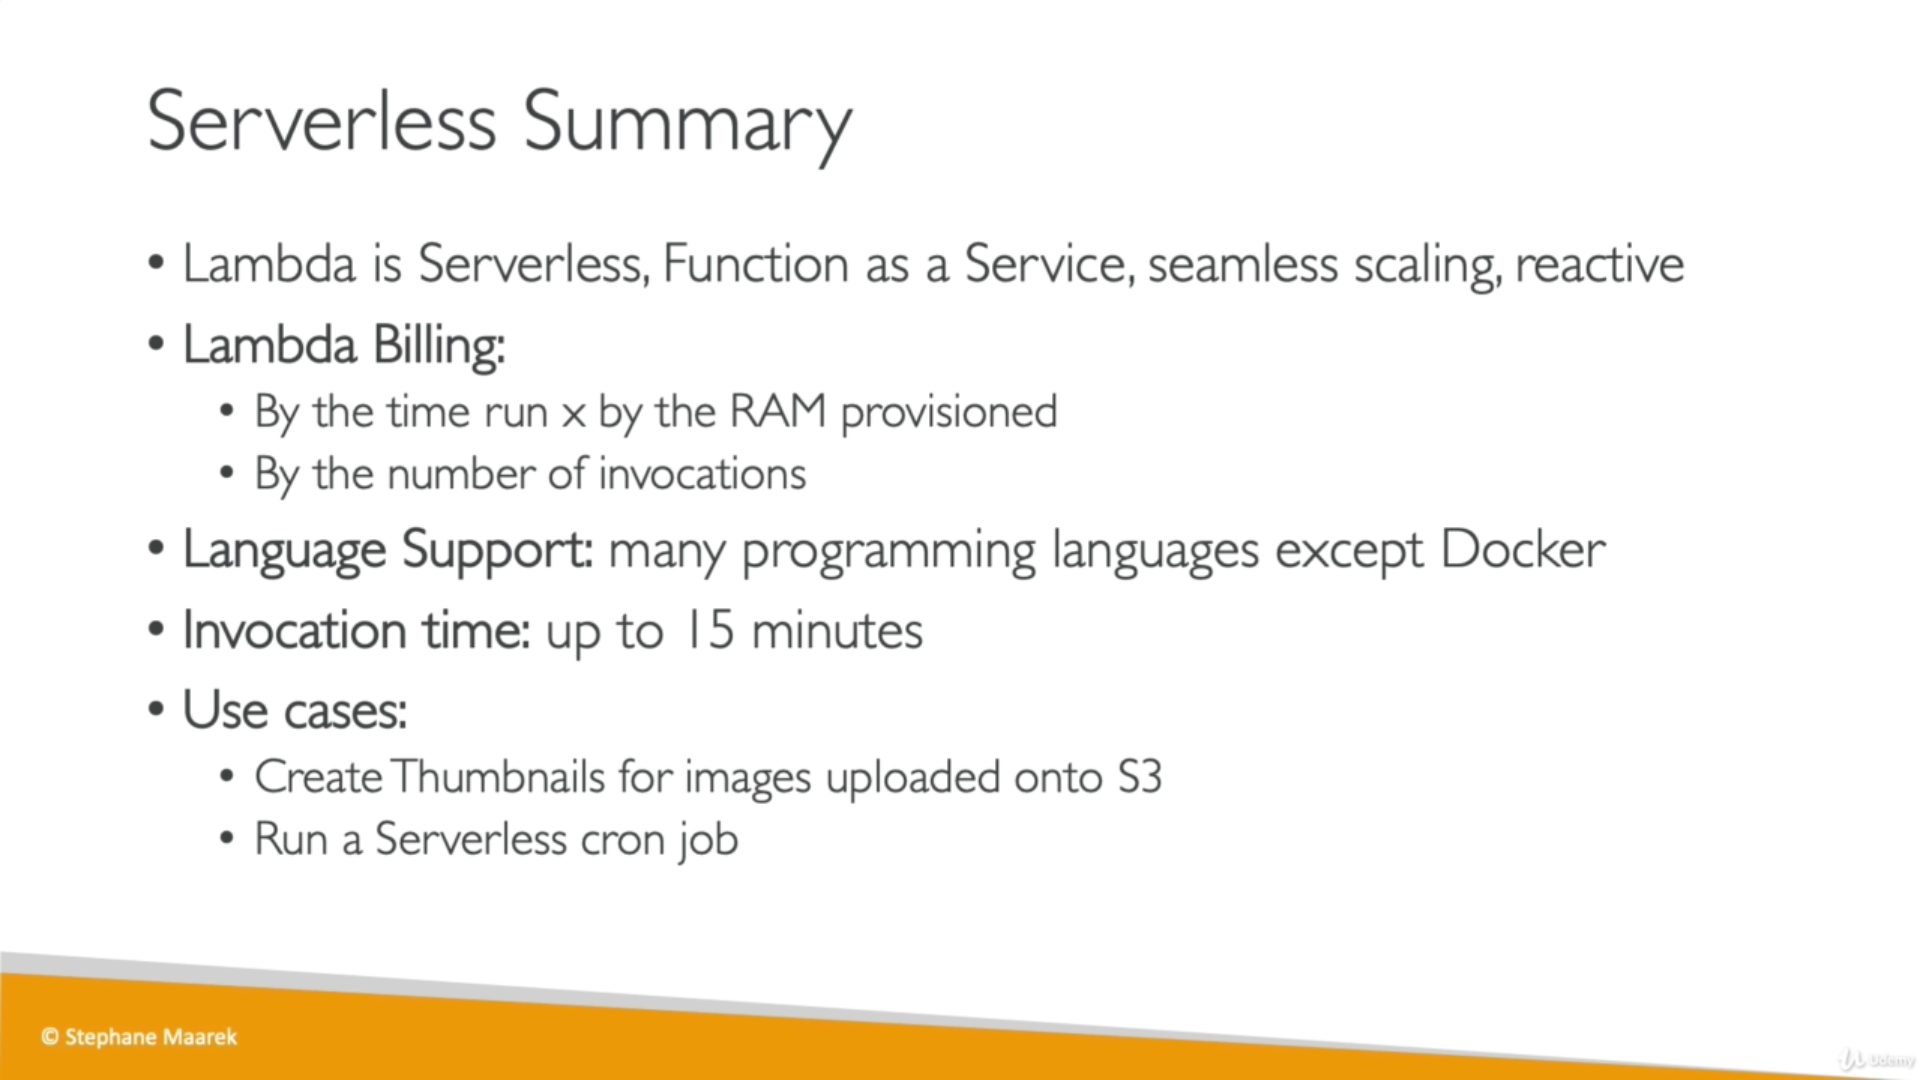 Serverless Summary
• Lambda is Serverless, Function as a Service, seamless scaling, reactive
• Lambda Billing:
• By the time run x by the RAM provisioned
• By the number of invocations
• Language Support: many programming languages except Docker
• Invocation time: up to 15 minutes
• Use cases:
• Create Thumbnails for images uploaded onto S3
• Run a Serverless cron job
© Stephane Maarek
Udemy